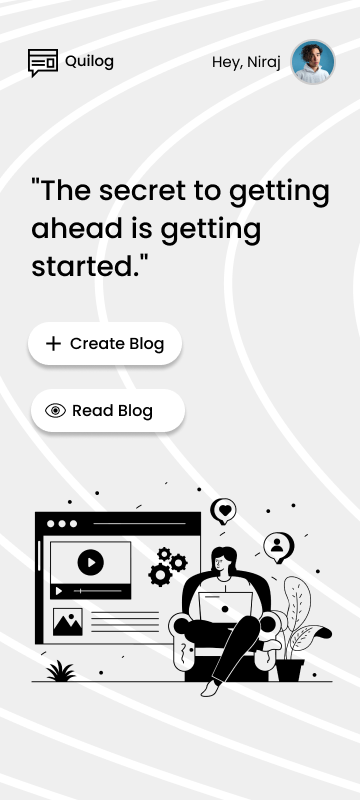 Quilog
Hey, Niraj
"The secret to getting
ahead is getting
started."
Create Blog
Read Blog